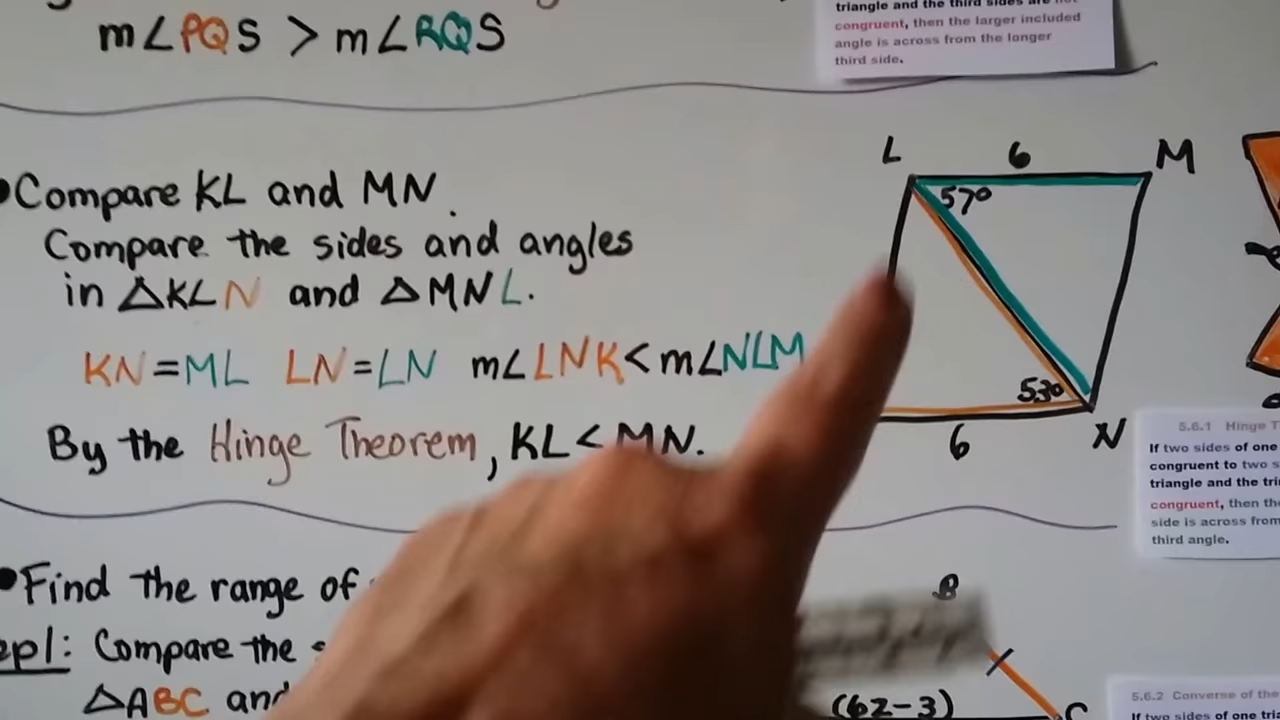 m∠PQS > m∠RQS
triangle and the third sides are not
congruent, then the larger included
angle is across from the longer
third side.
•Compare KL and MN.
Compare the sides and angles
in △KLN and △MNL.
KN=ML LN=LN m∠LNK<m∠NLM
By the Hinge Theorem, KL<MN.
L 6 M
57°
53°
6 N
5.6.1 Hinge T
If two sides of one
congruent to two s
triangle and the tri
congruent, then the
side is across from
third angle.
•Find the range of
ep1: Compare the
△ABC and
B
(6z-3) C
5.6.2 Converse of the
If two sides of one tri